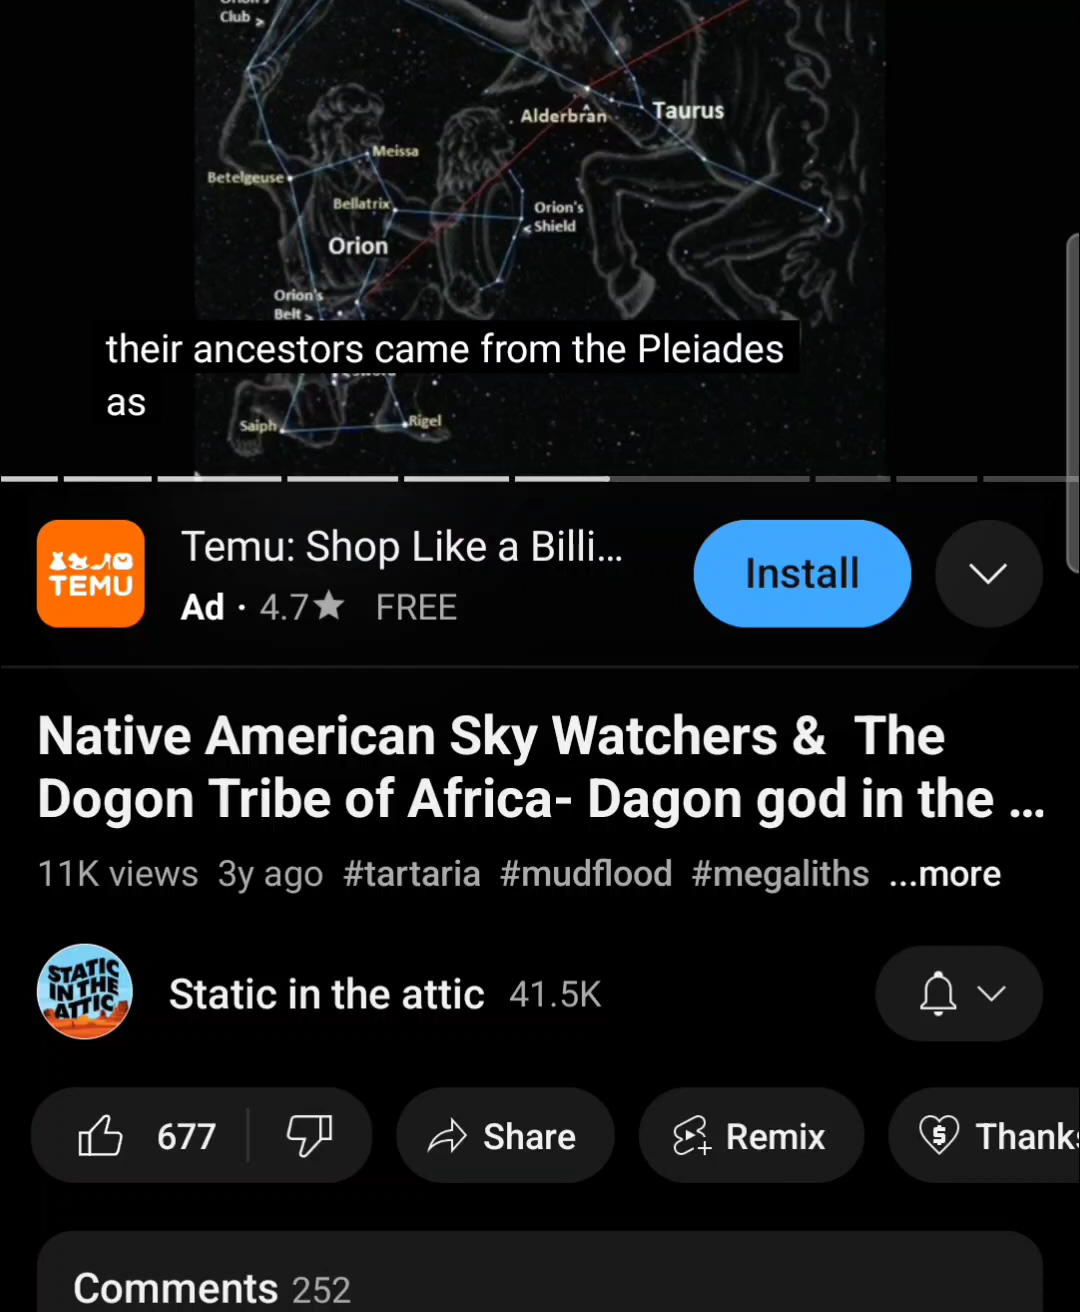 Club >
Alderbran
Taurus
Meissa
Betelgeuse
Bellatrix
Orion's
< Shield
Orion
Orion's
Belt >
their ancestors came from the Pleiades
as
Saiph
Rigel
TEMU
Temu: Shop Like a Billi...
Ad · 4.7★ FREE
Install
Native American Sky Watchers & The
Dogon Tribe of Africa- Dagon god in the ...
11K views 3y ago #tartaria #mudflood #megaliths ...more
STATIC
IN THE
ATTIC
Static in the attic 41.5K
677
Share
Remix
Thanks
Comments 252